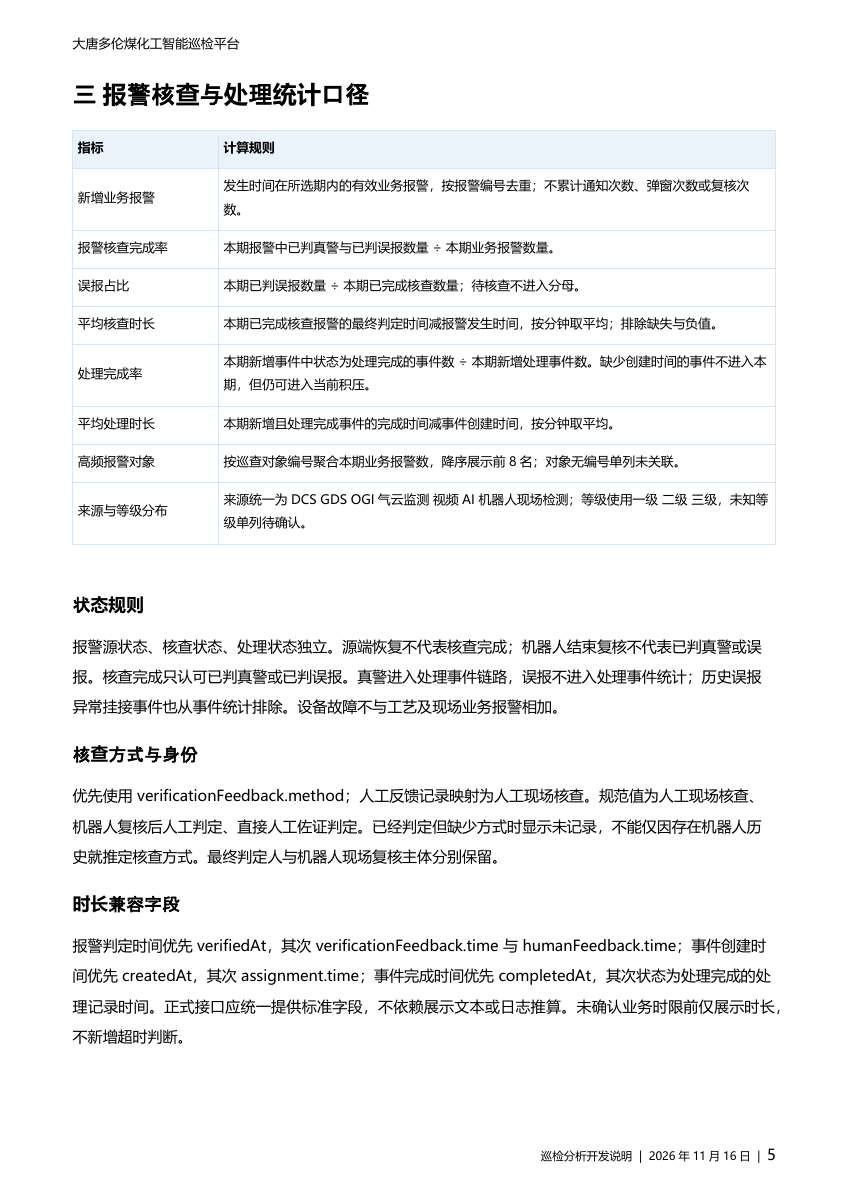 大唐多伦煤化工智能巡检平台
三 报警核查与处理统计口径
指标
计算规则
新增业务报警
发生时间在所选期内的有效业务报警，按报警编号去重；不累计通知次数、弹窗次数或复核次
数。
报警核查完成率
本期报警中已判真警与已判误报数量 ÷ 本期业务报警数量。
误报占比
本期已判误报数量 ÷ 本期已完成核查数量；待核查不进入分母。
平均核查时长
本期已完成核查报警的最终判定时间减报警发生时间，按分钟取平均；排除缺失与负值。
处理完成率
本期新增事件中状态为处理完成的事件数 ÷ 本期新增处理事件数。缺少创建时间的事件不进入本
期，但仍可进入当前积压。
平均处理时长
本期新增且处理完成事件的完成时间减事件创建时间，按分钟取平均。
高频报警对象
按巡查对象编号聚合本期业务报警数，降序展示前 8 名；对象无编号单列未关联。
来源与等级分布
来源统一为 DCS GDS OGI 气云监测 视频 AI 机器人现场检测；等级使用一级 二级 三级，未知等
级单列待确认。
状态规则
报警源状态、核查状态、处理状态独立。源端恢复不代表核查完成；机器人结束复核不代表已判真警或误
报。核查完成只认可已判真警或已判误报。真警进入处理事件链路，误报不进入处理事件统计；历史误报
异常挂接事件也从事件统计排除。设备故障不与工艺及现场业务报警相加。
核查方式与身份
优先使用 verificationFeedback.method；人工反馈记录映射为人工现场核查。规范值为人工现场核查、
机器人复核后人工判定、直接人工佐证判定。已经判定但缺少方式时显示未记录，不能仅因存在机器人历
史就推定核查方式。最终判定人与机器人现场复核主体分别保留。
时长兼容字段
报警判定时间优先 verifiedAt，其次 verificationFeedback.time 与 humanFeedback.time；事件创建时
间优先 createdAt，其次 assignment.time；事件完成时间优先 completedAt，其次状态为处理完成的处
理记录时间。正式接口应统一提供标准字段，不依赖展示文本或日志推算。未确认业务时限前仅展示时长，
不新增超时判断。
巡检分析开发说明 | 2026 年 11 月 16 日 | 5